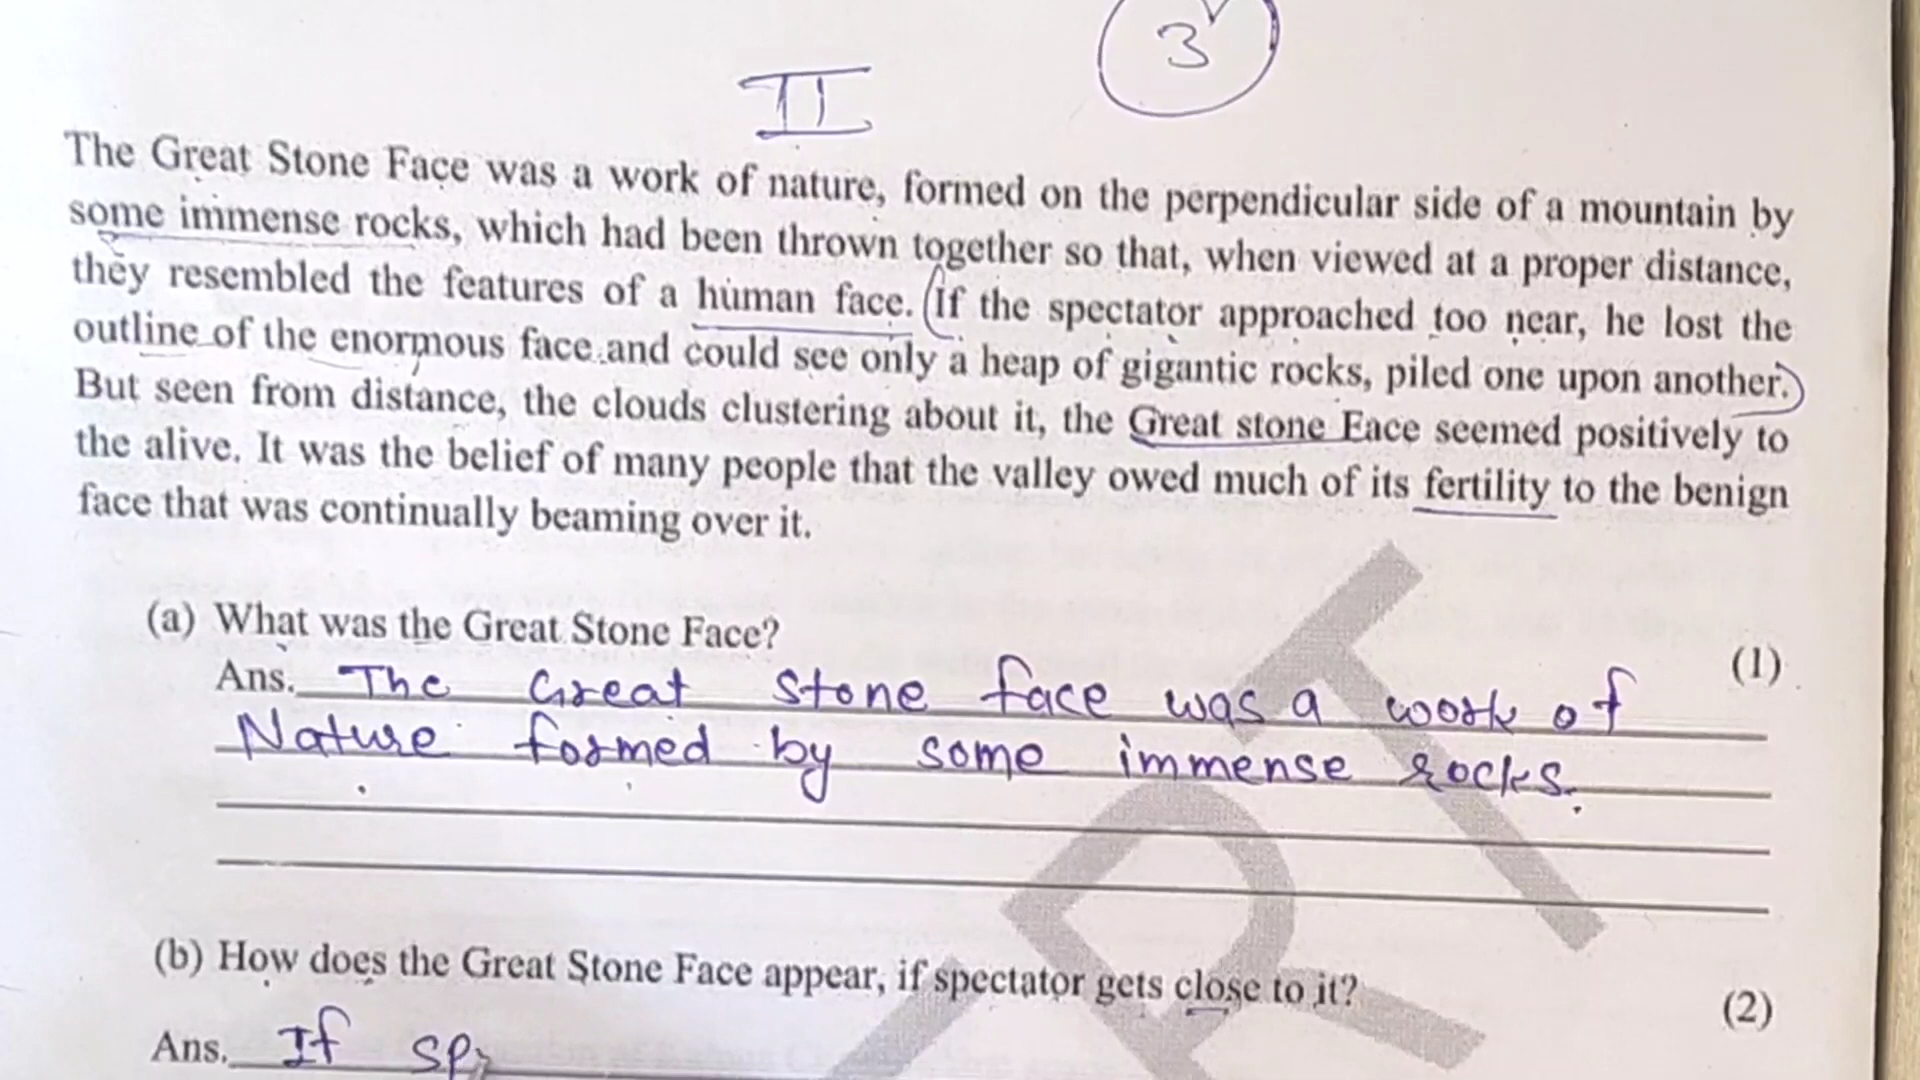 3
II
The Great Stone Face was a work of nature, formed on the perpendicular side of a mountain by
some immense rocks, which had been thrown together so that, when viewed at a proper distance,
they resembled the features of a human face. (If the spectator approached too near, he lost the
outline of the enormous face and could see only a heap of gigantic rocks, piled one upon another.)
But seen from distance, the clouds clustering about it, the Great stone Eace seemed positively to
the alive. It was the belief of many people that the valley owed much of its fertility to the benign
face that was continually beaming over it.
(a) What was the Great Stone Face?
(1)
Ans. The Great Stone face was a work of
Nature formed by some immense rocks.
(b) How does the Great Stone Face appear, if spectator gets close to it?
(2)
Ans. If sp